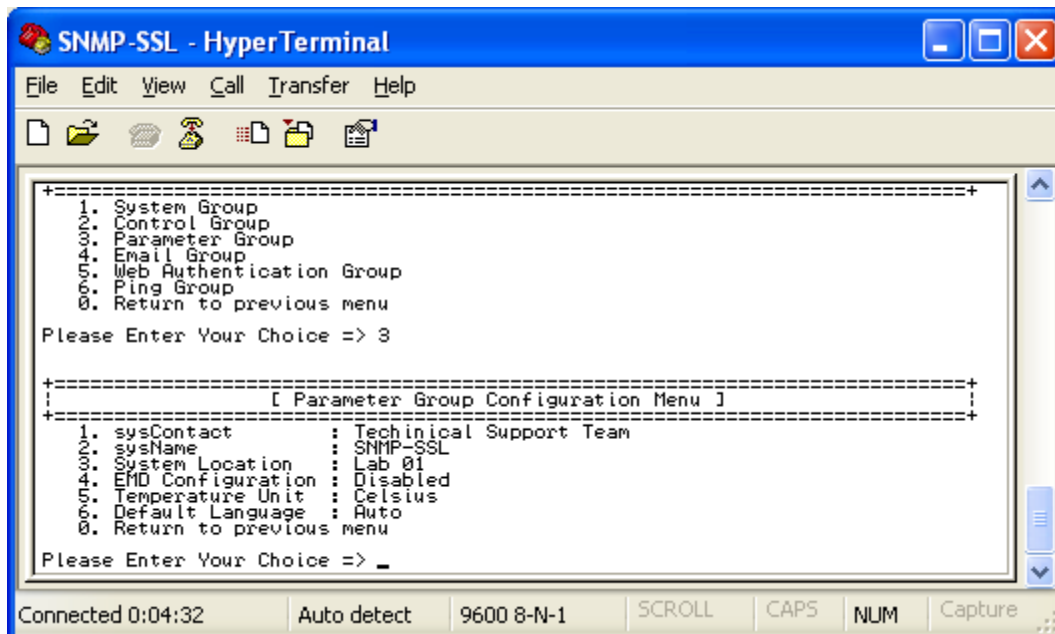 SNMP-SSL - HyperTerminal
File Edit View Call Transfer Help
+============================================================================+
1. System Group
2. Control Group
3. Parameter Group
4. Email Group
5. Web Authentication Group
6. Ping Group
0. Return to previous menu
Please Enter Your Choice => 3
+============================================================================+
¦ [ Parameter Group Configuration Menu ] ¦
+============================================================================+
1. sysContact : Techinical Support Team
2. sysName : SNMP-SSL
3. System Location : Lab 01
4. EMD Configuration : Disabled
5. Temperature Unit : Celsius
6. Default Language : Auto
0. Return to previous menu
Please Enter Your Choice => _
Connected 0:04:32 Auto detect 9600 8-N-1 SCROLL CAPS NUM Capture